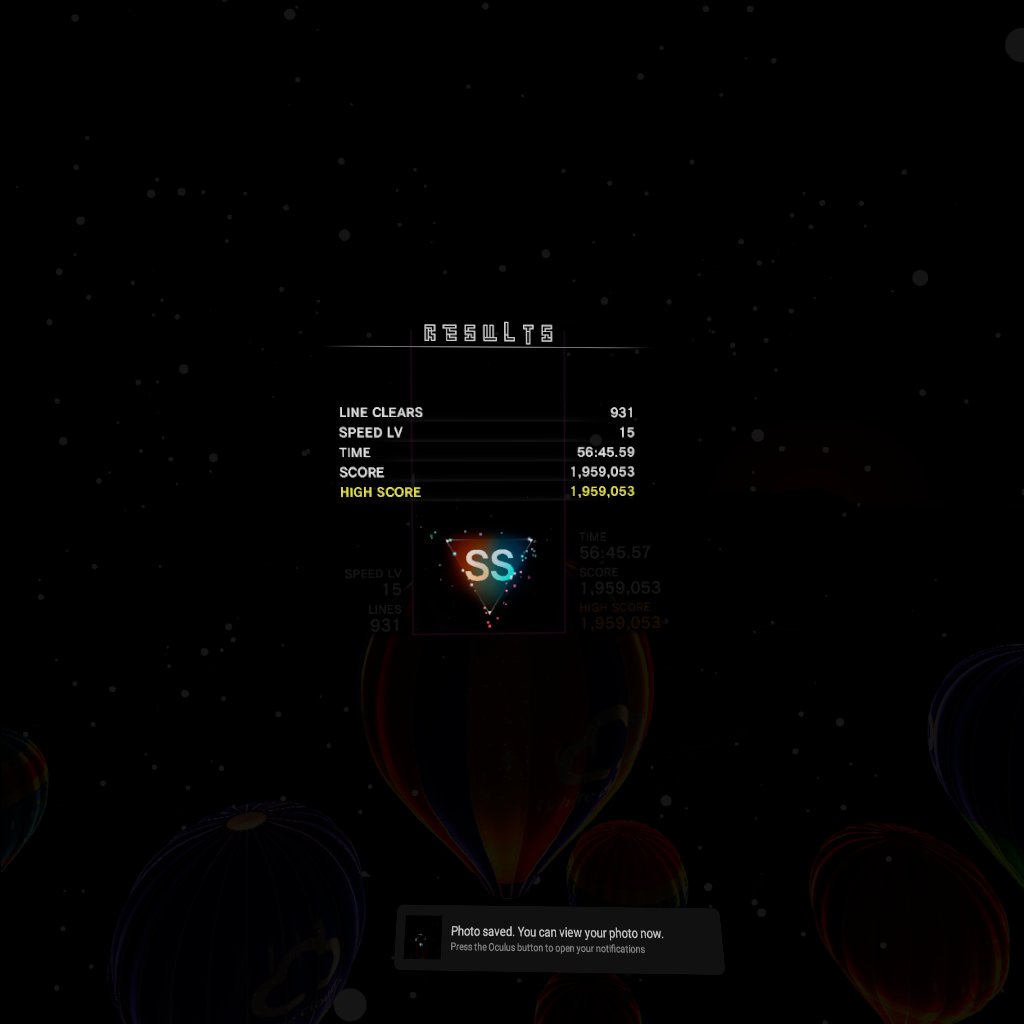 RESULTS
LINE CLEARS 931
SPEED LV 15
TIME 56:45.59
SCORE 1,959,053
HIGH SCORE 1,959,053
SS
TIME
56:45.57
SCORE
1,959,053
HIGH SCORE
1,959,053
SPEED LV
15
LINES
931
Photo saved. You can view your photo now.
Press the Oculus button to open your notifications